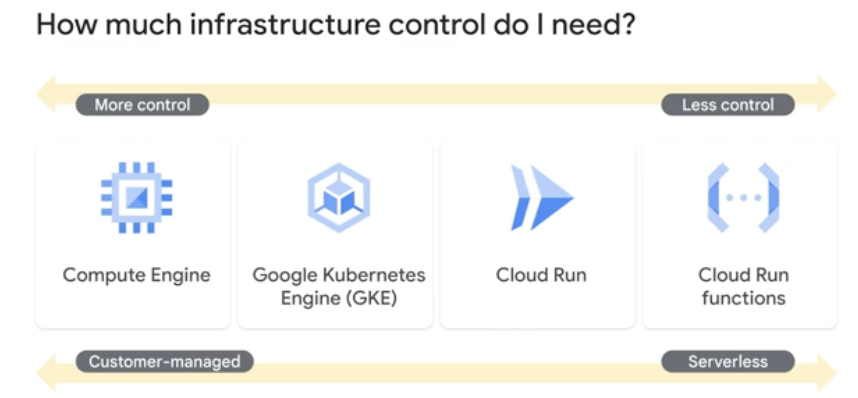 How much infrastructure control do I need?
More control
Less control
Compute Engine
Google Kubernetes
Engine (GKE)
Cloud Run
Cloud Run
functions
Customer-managed
Serverless